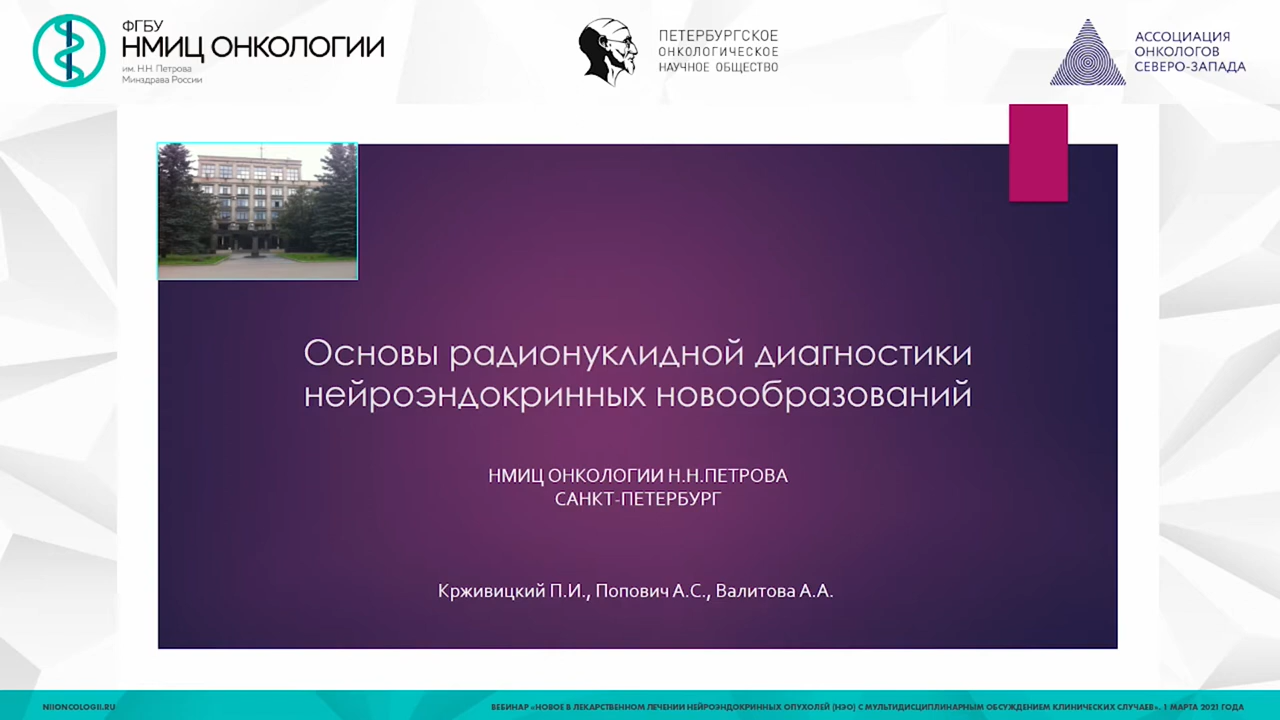 ФГБУ
НМИЦ ОНКОЛОГИИ
им. Н.Н. Петрова
Минздрава России
ПЕТЕРБУРГСКОЕ
ОНКОЛОГИЧЕСКОЕ
НАУЧНОЕ ОБЩЕСТВО
АССОЦИАЦИЯ
ОНКОЛОГОВ
СЕВЕРО-ЗАПАДА
Основы радионуклидной диагностики
нейроэндокринных новообразований
НМИЦ ОНКОЛОГИИ Н.Н.ПЕТРОВА
САНКТ-ПЕТЕРБУРГ
Крживицкий П.И., Попович А.С., Валитова А.А.
NIIONCOLOGII.RU
ВЕБИНАР «НОВОЕ В ЛЕКАРСТВЕННОМ ЛЕЧЕНИИ НЕЙРОЭНДОКРИННЫХ ОПУХОЛЕЙ (НЭО) С МУЛЬТИДИСЦИПЛИНАРНЫМ ОБСУЖДЕНИЕМ КЛИНИЧЕСКИХ СЛУЧАЕВ». 1 МАРТА 2021 ГОДА